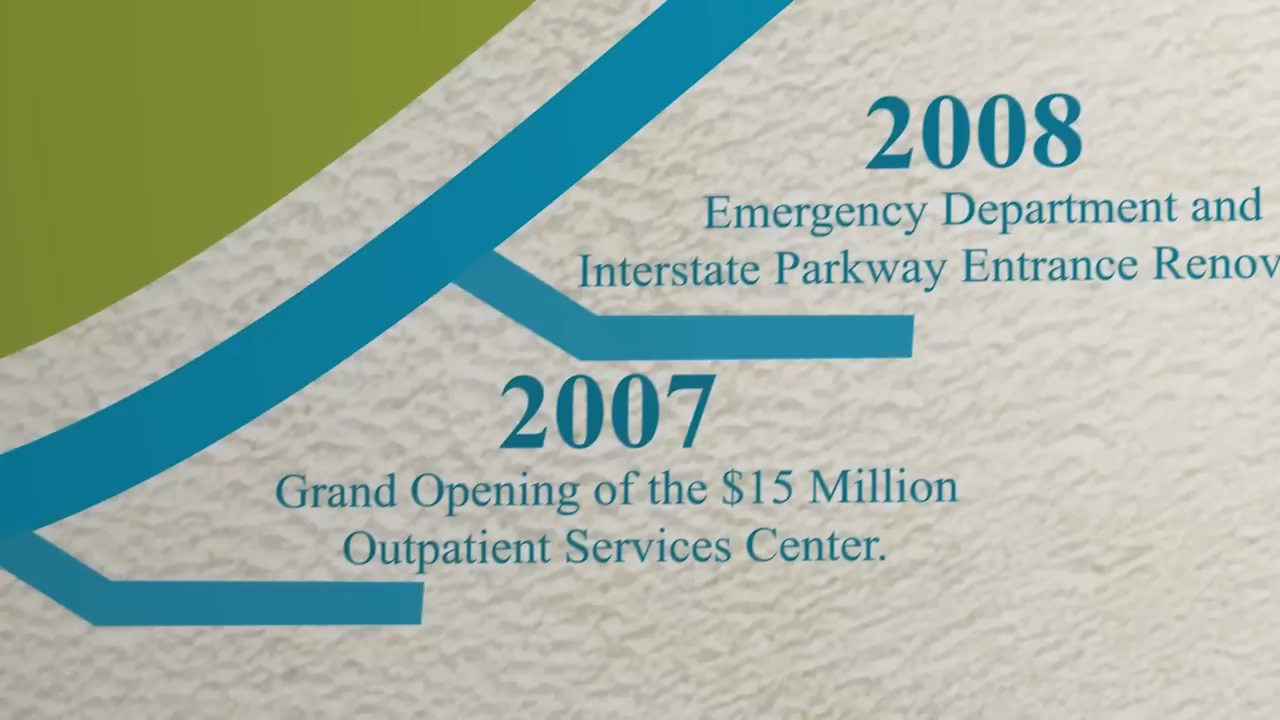 2008
Emergency Department and
Interstate Parkway Entrance
2007
Grand Opening of the $15 Million
Outpatient Services Center.